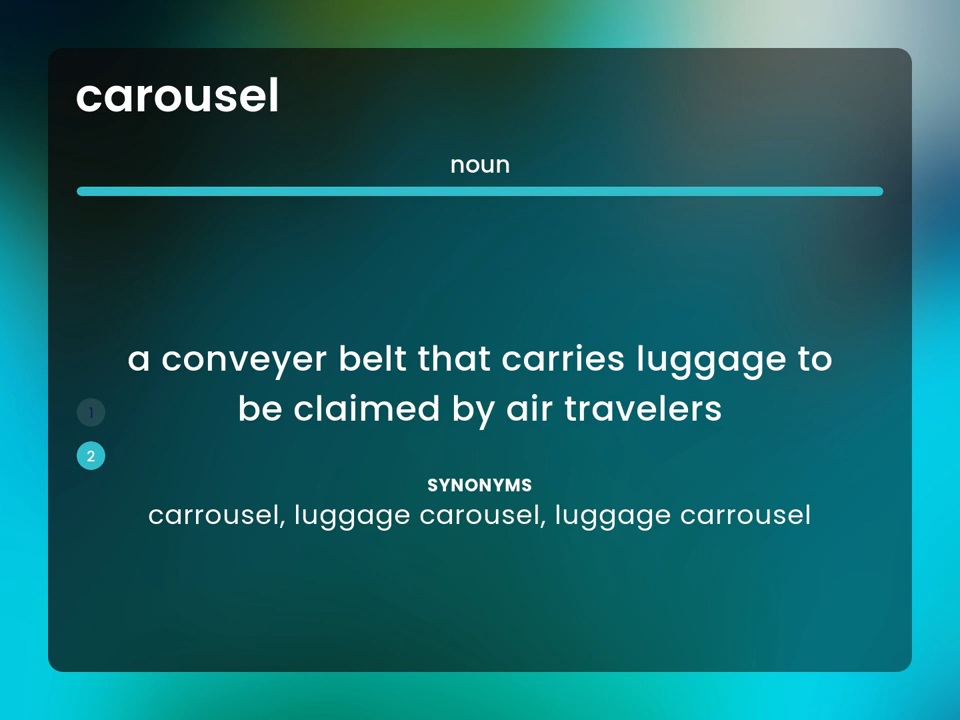 carousel
noun
a conveyer belt that carries luggage to
be claimed by air travelers
1
2
SYNONYMS
carrousel, luggage carousel, luggage carrousel